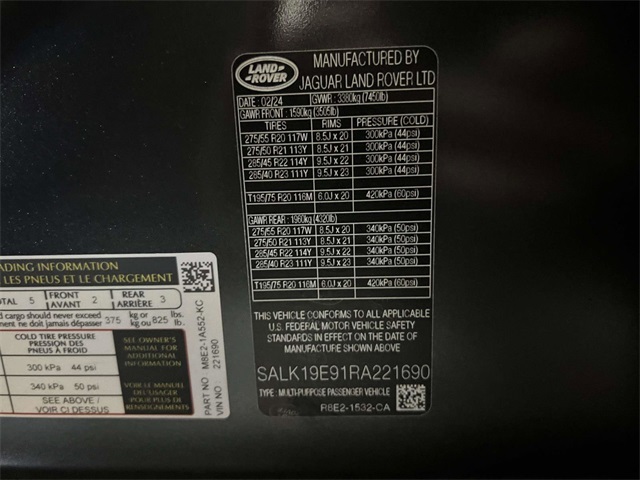 LAND
ROVER
MANUFACTURED BY
JAGUAR LAND ROVER LTD
DATE : 02/24 GVWR : 3380kg (7450lb)
GAWR FRONT: 1590kg (3505lb)
TIRES RIMS PRESSURE (COLD)
275/55 R20 117W 8.5J x 20 300kPa (44psi)
275/50 R21 113Y 8.5J x 21 300kPa (44psi)
285/45 R22 114Y 9.5J x 22 300kPa (44psi)
285/40 R23 111Y 9.5J x 23 300kPa (44psi)
T195/75 R20 116M 6.0J x 20 420kPa (60psi)
GAWR REAR: 1960kg (4320lb)
275/55 R20 117W 8.5J x 20 340kPa (50psi)
275/50 R21 113Y 8.5J x 21 340kPa (50psi)
285/45 R22 114Y 9.5J x 22 340kPa (50psi)
285/40 R23 111Y 9.5J x 23 340kPa (50psi)
T195/75 R20 116M 6.0J x 20 420kPa (60psi)
THIS VEHICLE CONFORMS TO ALL APPLICABLE
U.S.FEDERAL MOTOR VEHICLE SAFETY
STANDARDS IN EFFECT ON THE DATE OF
MANUFACTURE SHOWN ABOVE
SALK19E91RA221690
TYPE : MULTI-PURPOSE PASSENGER VEHICLE
R8E2-1532-CA
ADING INFORMATION
LES PNEUS ET LE CHARGEMENT
OTAL 5 FRONT AVANT 2 REAR ARRIÈRE 3
d cargo should never exceed 375 kg or 825 lbs.
ment ne doit jamais dépasser kg ou lb.
COLD TIRE PRESSURE
PRESSION DES
PNEUS À FROID
300 kPa 44 psi
340 kPa 50 psi
SEE ABOVE /
VOIR CI DESSUS
SEE OWNER'S
MANUAL FOR
ADDITIONAL
INFORMATION
VOIR LE MANUEL
DE L'USAGER
POUR PLUS DE
RENSEIGNEMENTS
PART NO M8E2-1A552-KC
VIN NO 221690